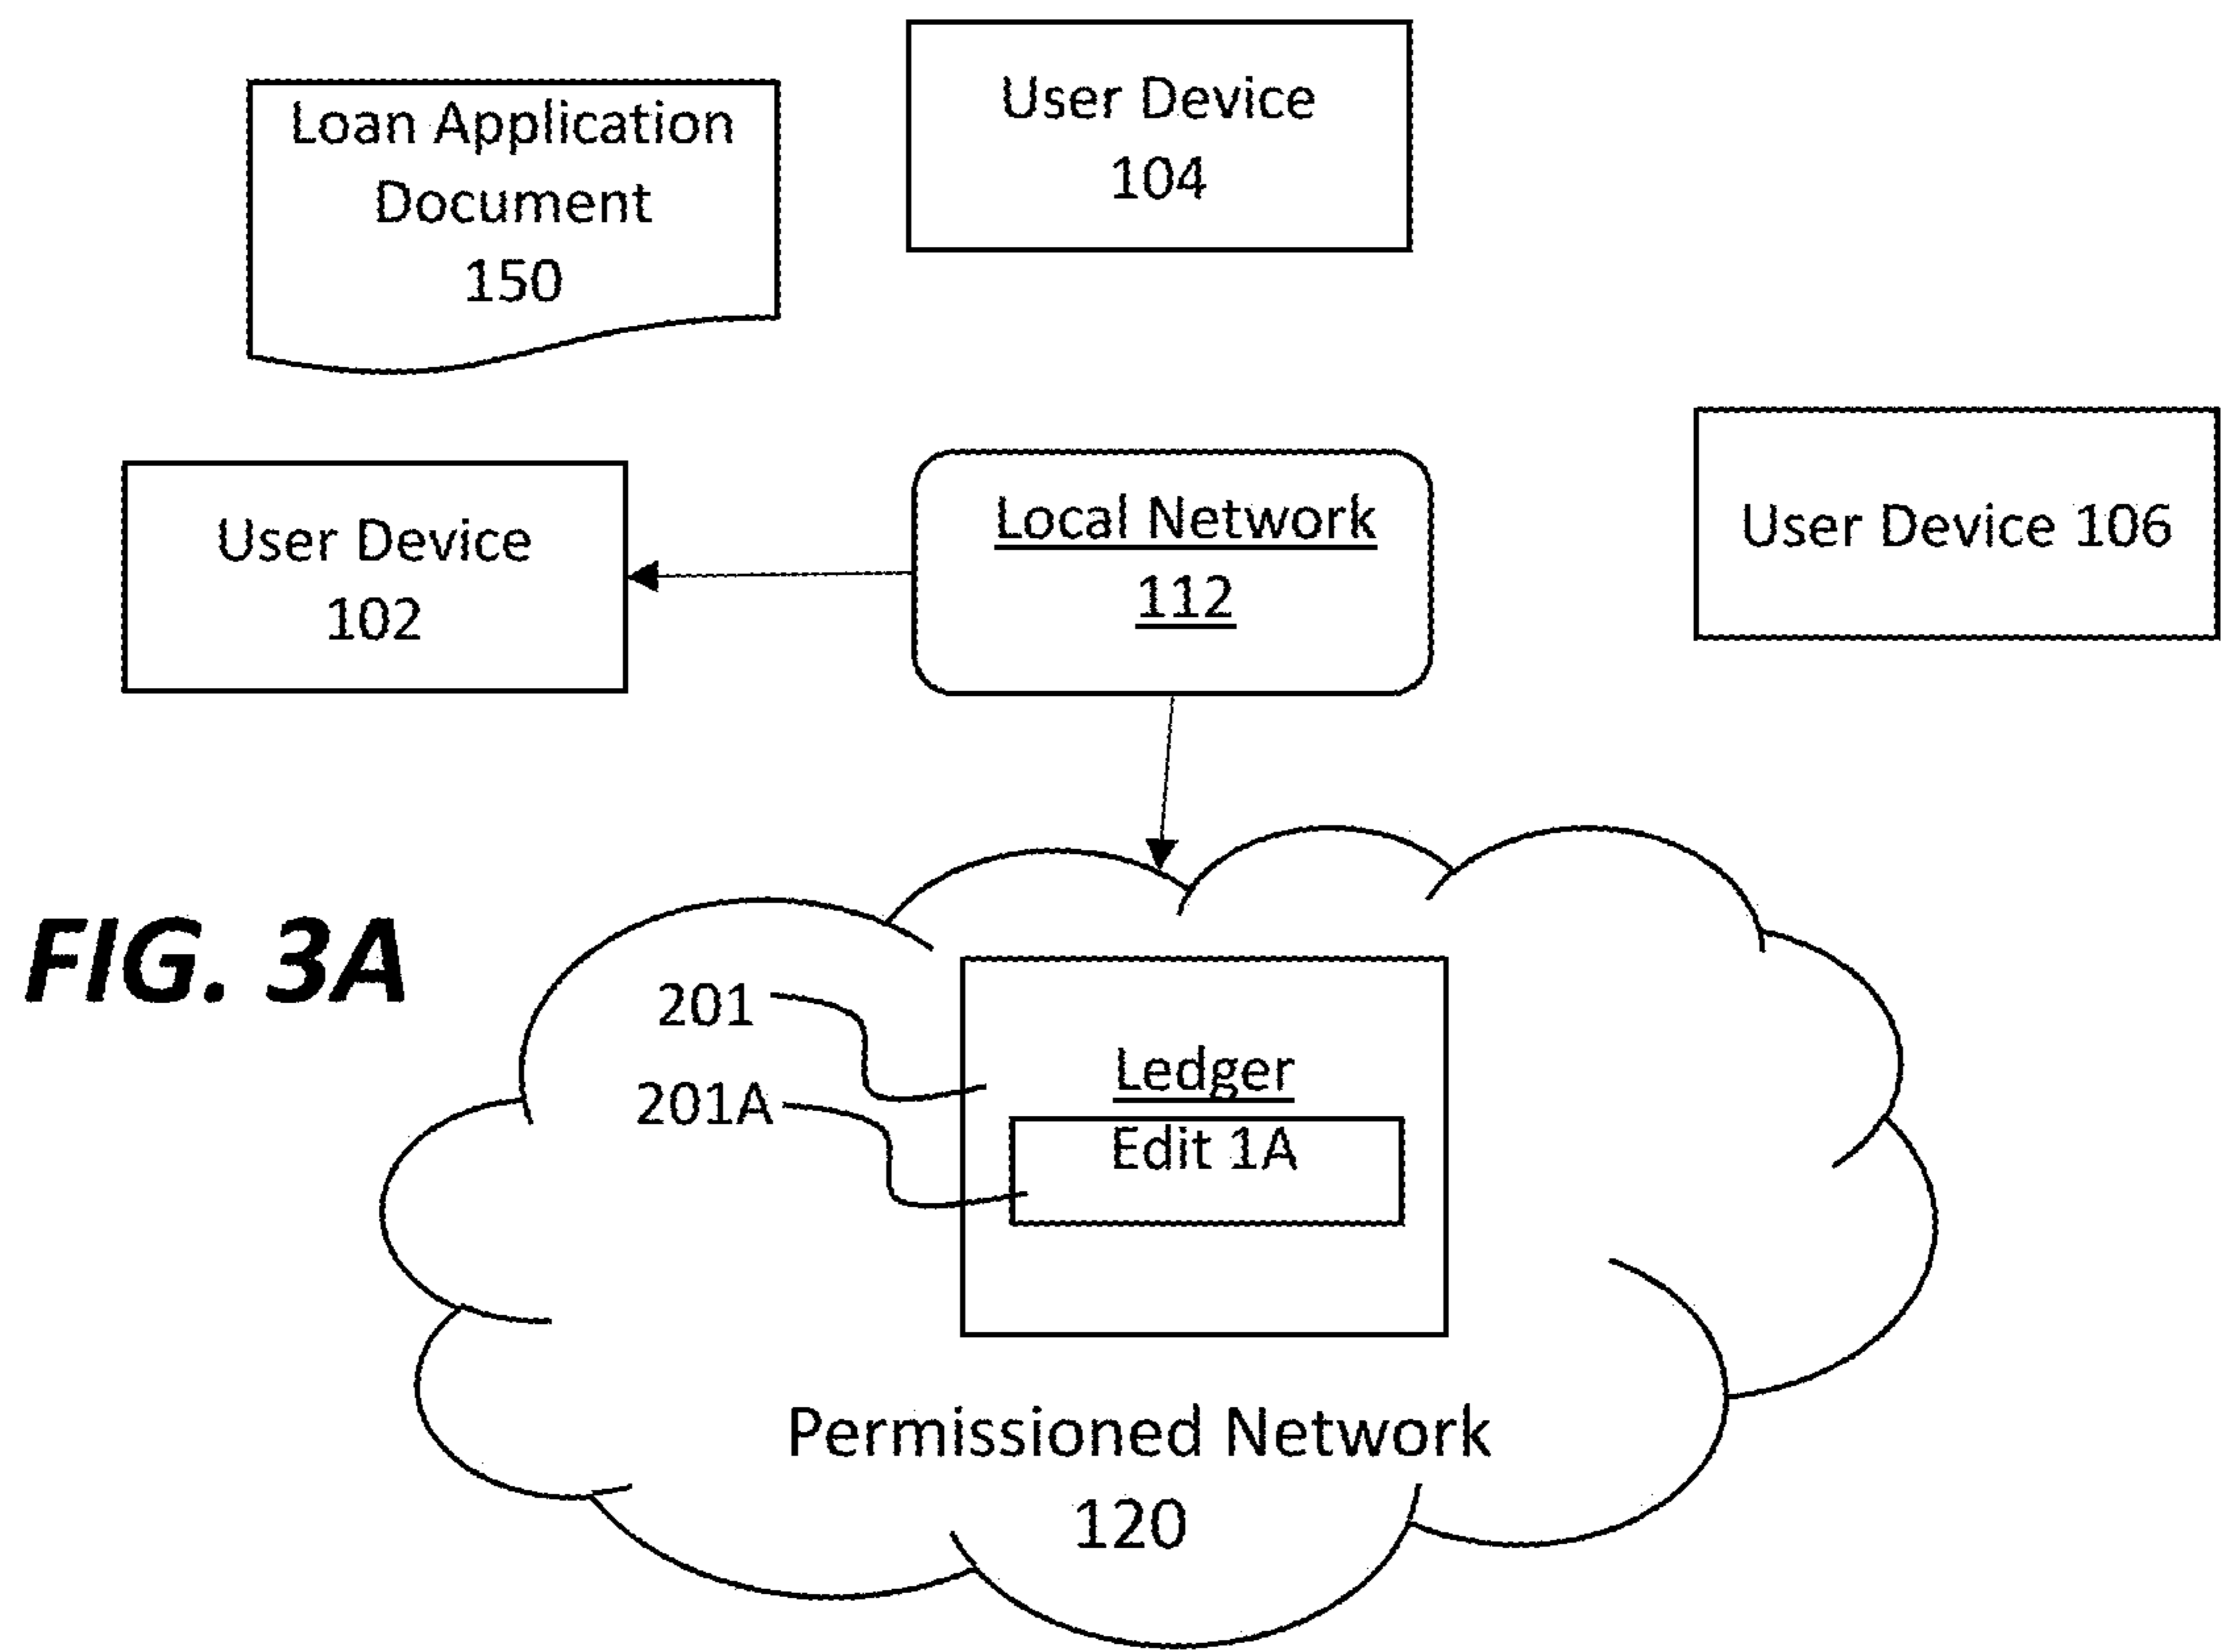 Loan Application
Document
150
User Device
104
User Device
102
Local Network
112
User Device 106
FIG. 3A
201
201A
Ledger
Edit 1A
Permissioned Network
120